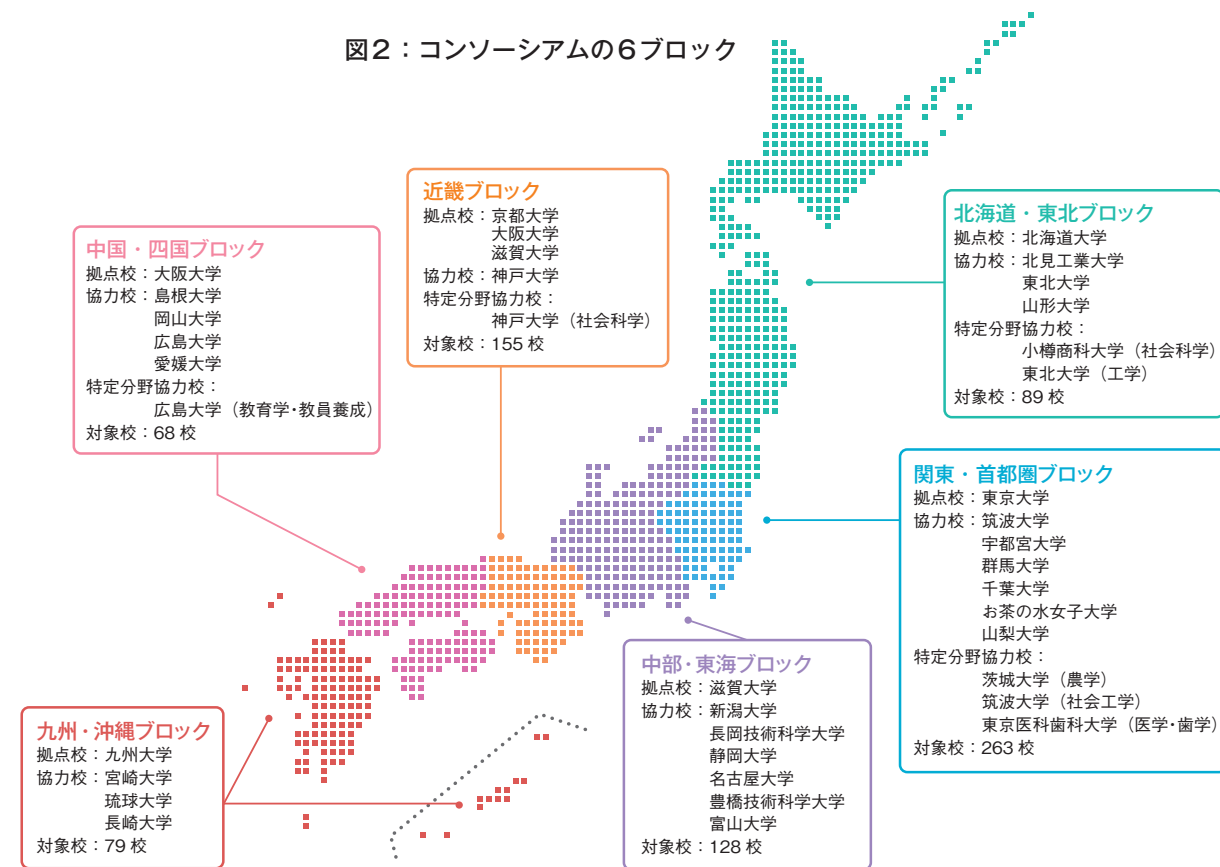 図2：コンソーシアムの6ブロック
近畿ブロック
拠点校：京都大学
大阪大学
滋賀大学
協力校：神戸大学
特定分野協力校：
神戸大学（社会科学）
対象校：155 校
北海道・東北ブロック
拠点校：北海道大学
協力校：北見工業大学
東北大学
山形大学
特定分野協力校：
小樽商科大学（社会科学）
東北大学（工学）
対象校：89 校
中国・四国ブロック
拠点校：大阪大学
協力校：島根大学
岡山大学
広島大学
愛媛大学
特定分野協力校：
広島大学（教育学・教員養成）
対象校：68 校
関東・首都圏ブロック
拠点校：東京大学
協力校：筑波大学
宇都宮大学
群馬大学
千葉大学
お茶の水女子大学
山梨大学
特定分野協力校：
茨城大学（農学）
筑波大学（社会工学）
東京医科歯科大学（医学・歯学）
対象校：263 校
中部・東海ブロック
拠点校：滋賀大学
協力校：新潟大学
長岡技術科学大学
静岡大学
名古屋大学
豊橋技術科学大学
富山大学
対象校：128 校
九州・沖縄ブロック
拠点校：九州大学
協力校：宮崎大学
琉球大学
長崎大学
対象校：79 校